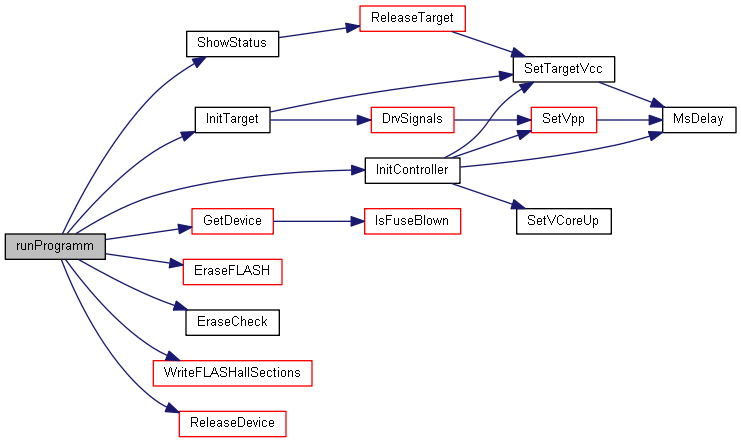 ReleaseTarget
ShowStatus
SetTargetVcc
InitTarget
DrvSignals
SetVpp
MsDelay
InitController
GetDevice
IsFuseBlown
SetVCoreUp
runProgramm
EraseFLASH
EraseCheck
WriteFLASHallSections
ReleaseDevice